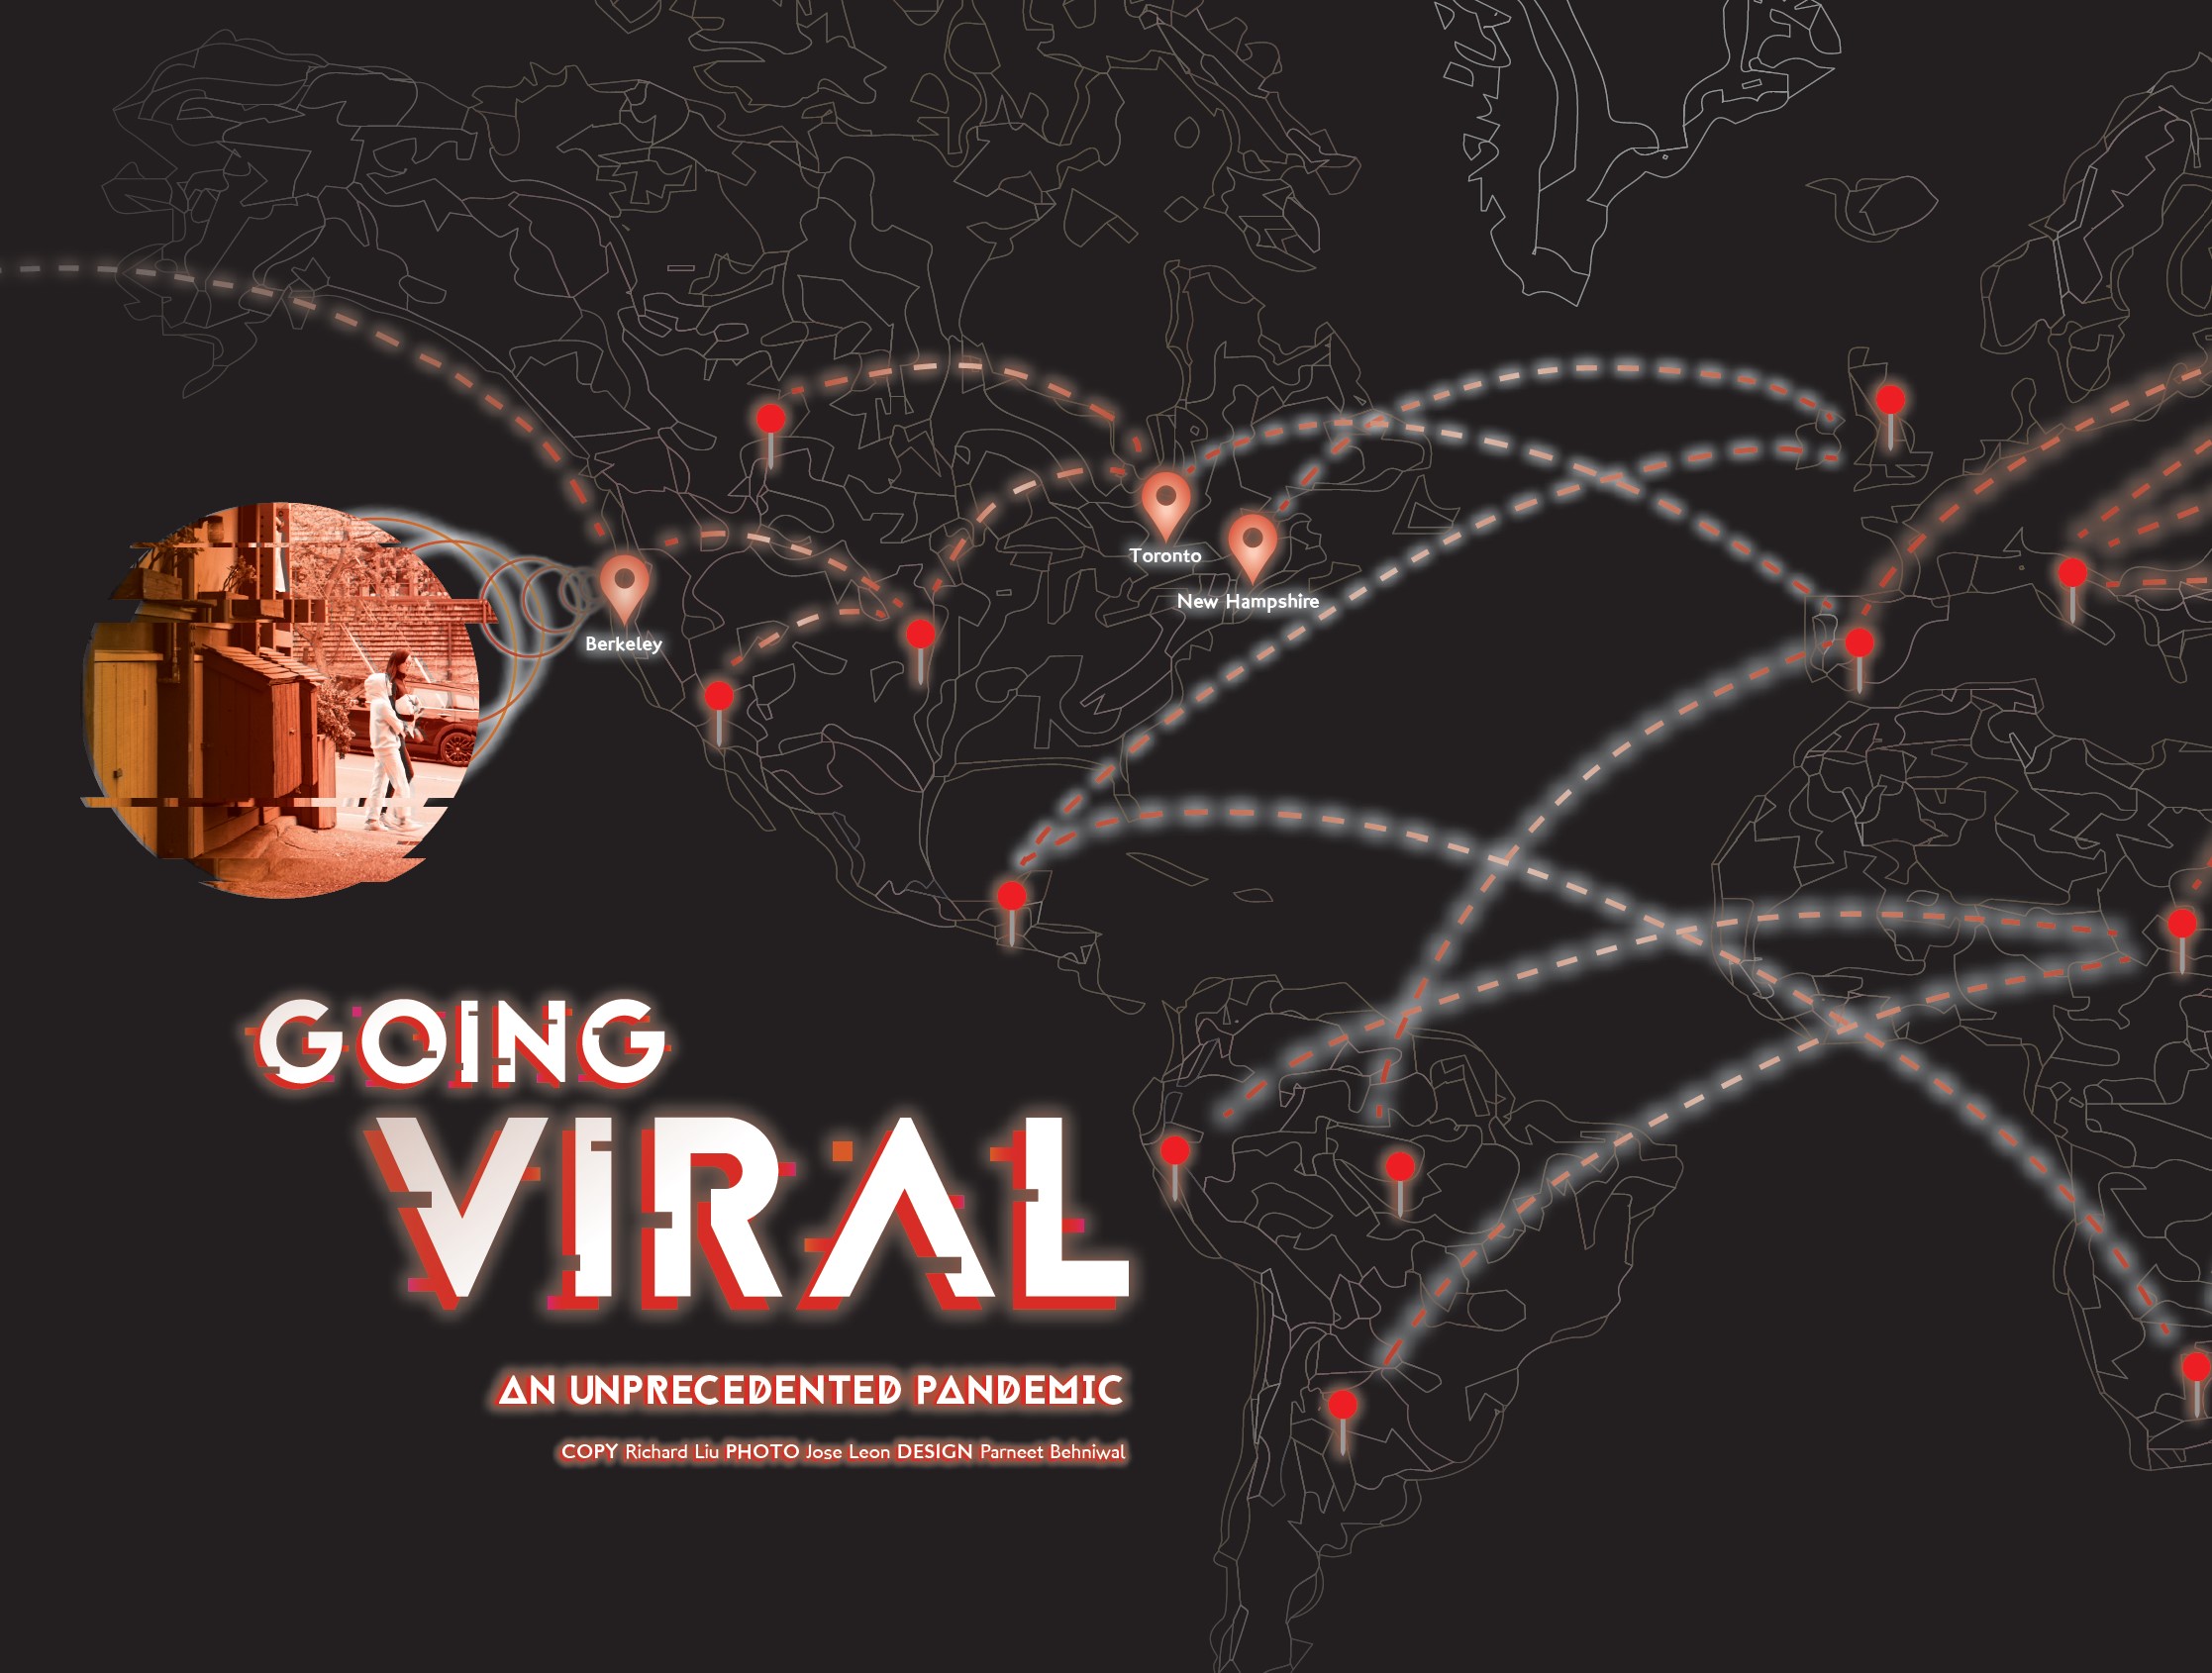 Toronto
New Hampshire
Berkeley
GOING
VIRAL
AN UNPRECEDENTED PANDEMIC
COPY Richard Liu PHOTO Jose Leon DESIGN Parneet Behniwal